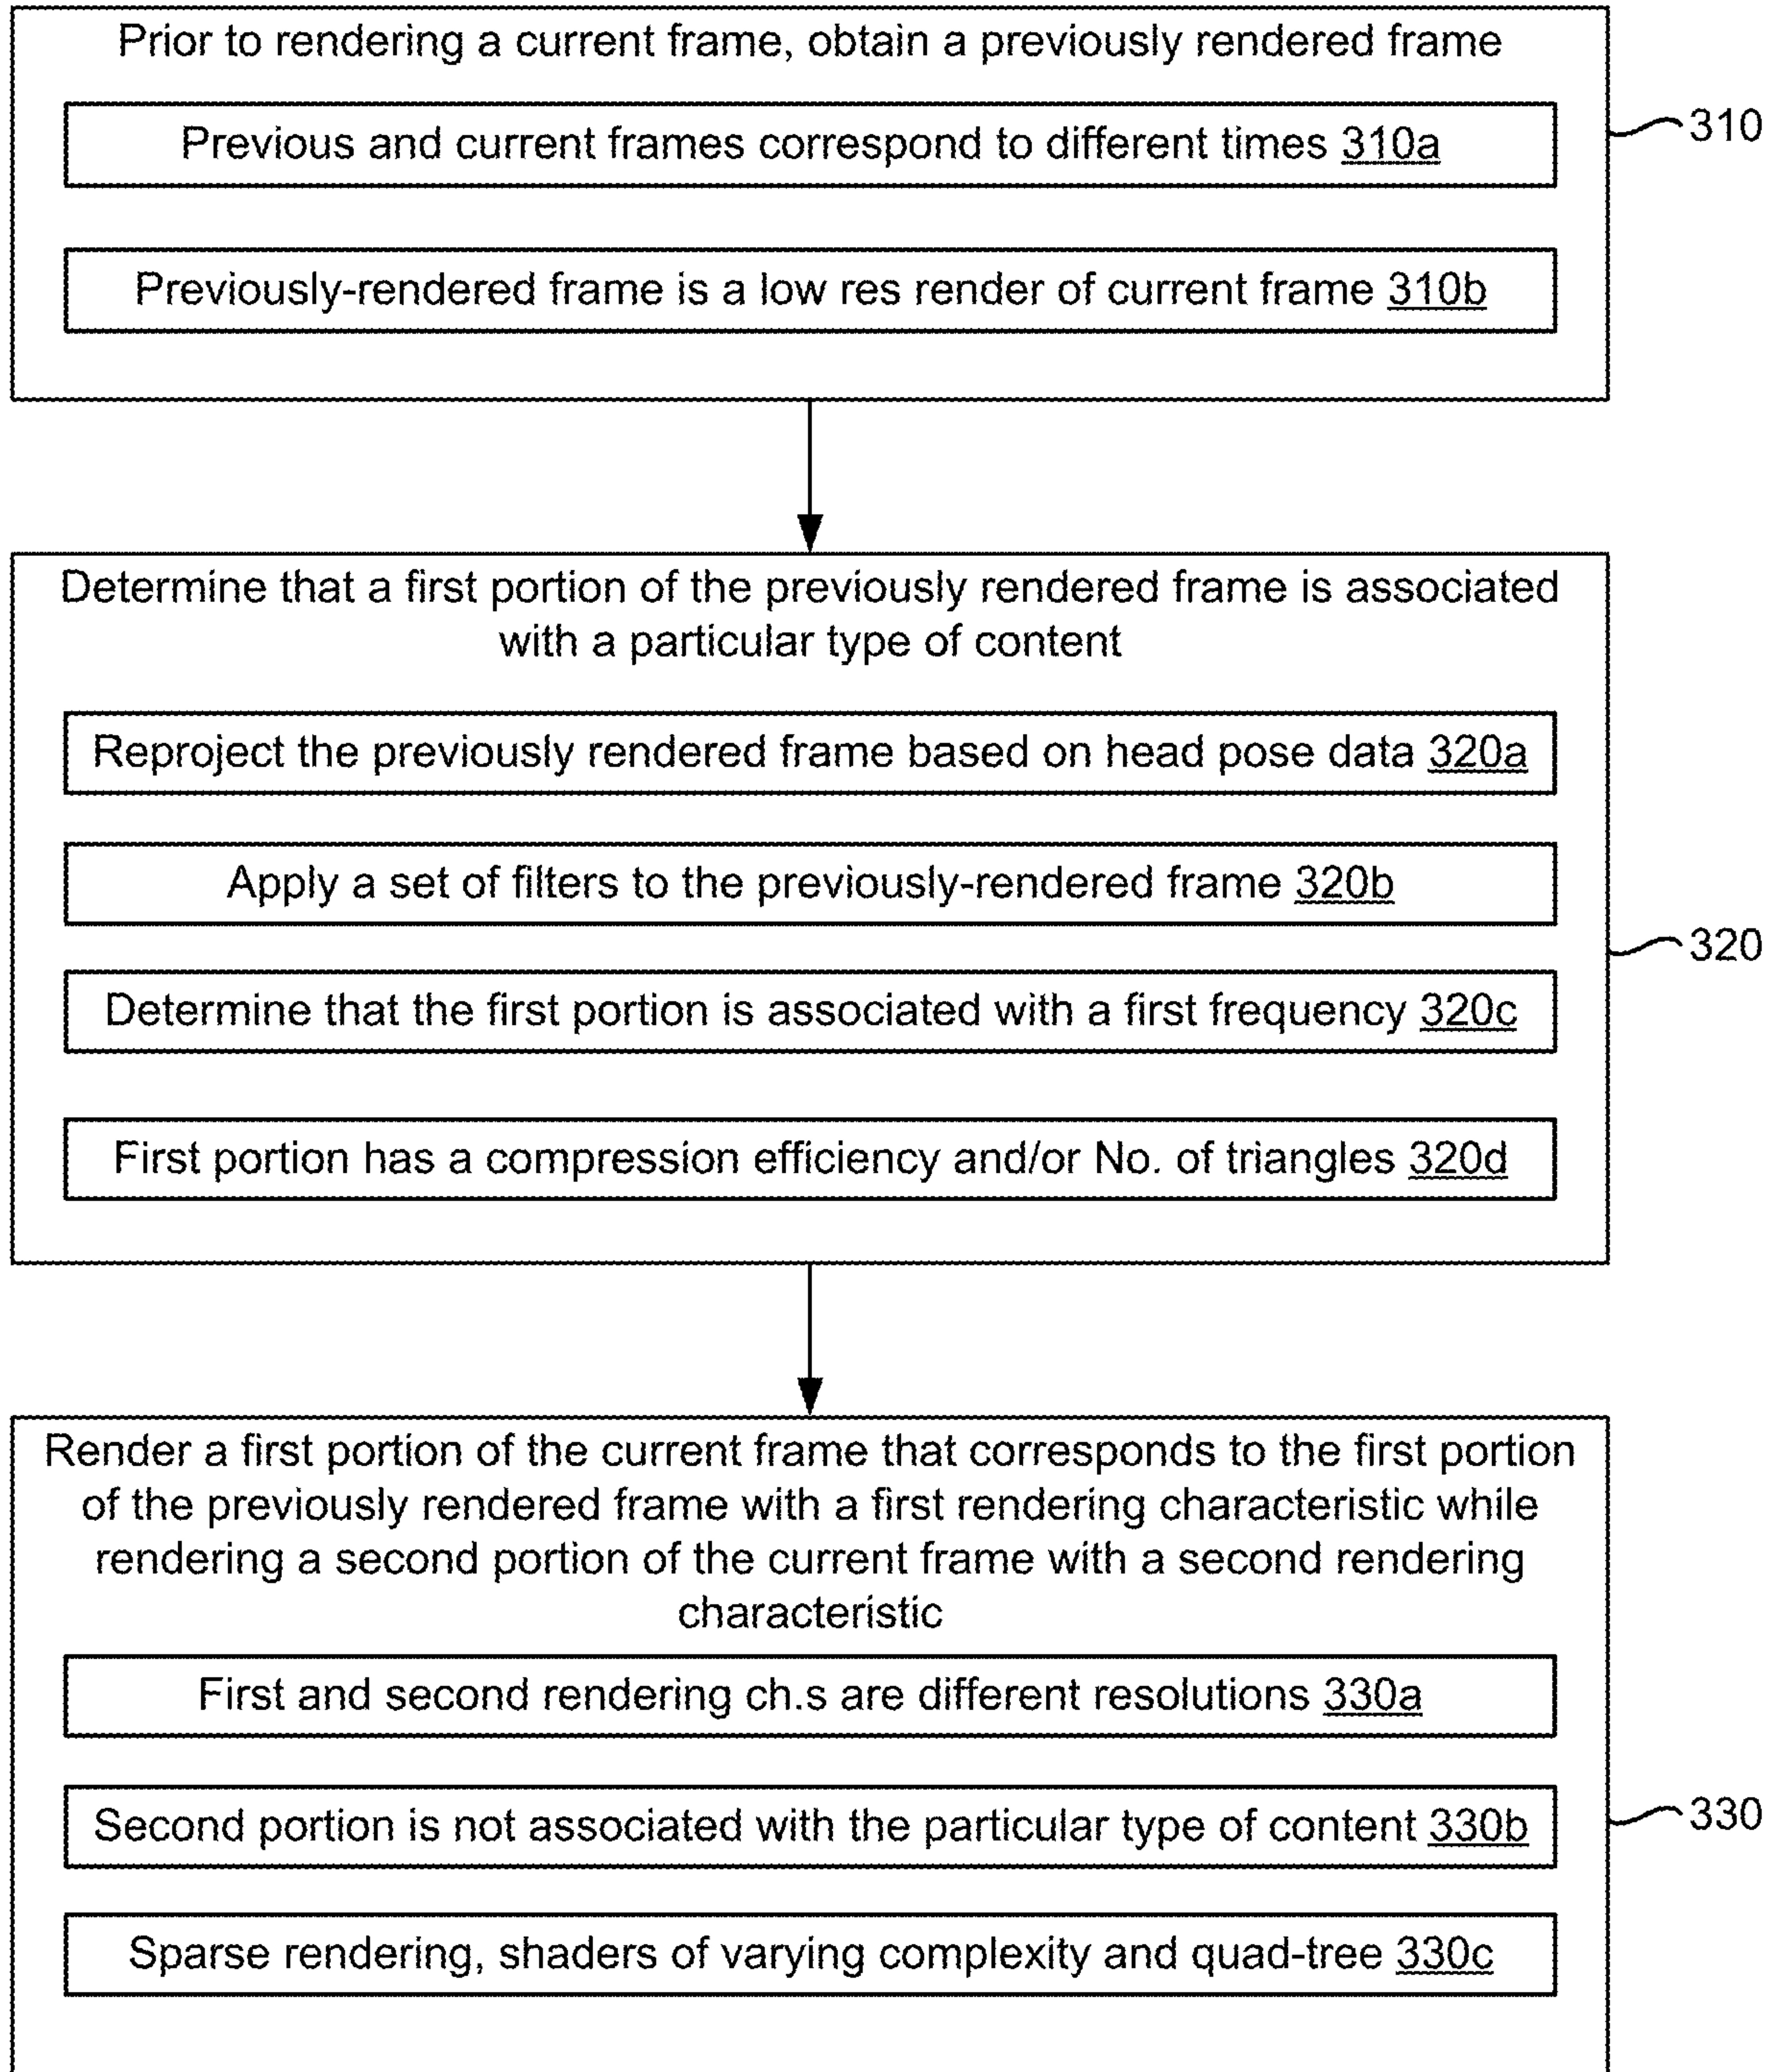 Prior to rendering a current frame, obtain a previously rendered frame
Previous and current frames correspond to different times 310a
310
Previously-rendered frame is a low res render of current frame 310b
Determine that a first portion of the previously rendered frame is associated
with a particular type of content
Reproject the previously rendered frame based on head pose data 320a
Apply a set of filters to the previously-rendered frame 320b
320
Determine that the first portion is associated with a first frequency 320c
First portion has a compression efficiency and/or No. of triangles 320d
Render a first portion of the current frame that corresponds to the first portion
of the previously rendered frame with a first rendering characteristic while
rendering a second portion of the current frame with a second rendering
characteristic
First and second rendering ch.s are different resolutions 330a
Second portion is not associated with the particular type of content 330b
330
Sparse rendering, shaders of varying complexity and quad-tree 330c